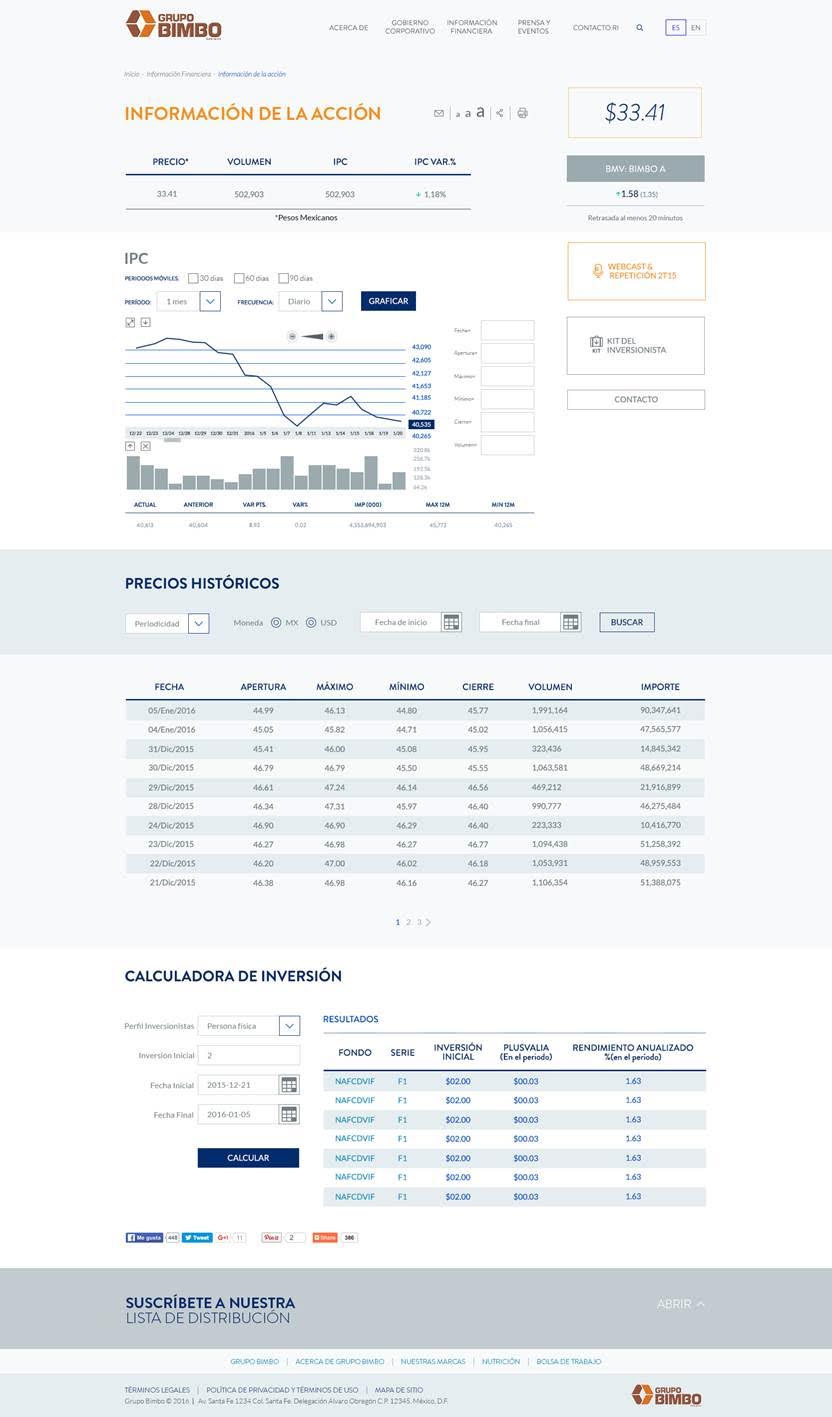 GRUPO
BIMBO
ACERCA DE
GOBIERNO
CORPORATIVO
INFORMACIÓN
FINANCIERA
PRENSA Y
EVENTOS
CONTACTO RI
ES EN
Inicio - Información Financiera - Información de la acción
INFORMACIÓN DE LA ACCIÓN
a a a
$33.41
PRECIO* VOLUMEN IPC IPC VAR.%
33.41 502,903 502,903 1,18%
*Pesos Mexicanos
BMV: BIMBO A
1.58 (1.35)
Retrasada al menos 20 minutos
IPC
PERIODOS MÓVILES: 30 días 60 días 90 días
PERÍODO: 1 mes FRECUENCIA: Diario GRAFICAR
WEBCAST &
REPETICIÓN 2T15
KIT
KIT DEL
INVERSIONISTA
CONTACTO
43,090
42,605
42,127
41,653
41,185
40,722
40,535
40,265
12/22 12/23 12/24 12/28 12/29 12/30 12/31 2016 1/5 1/6 1/7 1/8 1/11 1/13 1/14 1/15 1/18 1/19 1/20
Fecha=
Apertura=
Máximo=
Mínimo=
Cierre=
Volumen=
320.8k
256.7k
192.5k
128.3k
64.2k
ACTUAL ANTERIOR VAR PTS. VAR% IMP (000) MAX 12M MIN 12M
40,613 40,604 8.92 0.02 4,353,694,903 45,773 40,265
PRECIOS HISTÓRICOS
Periodicidad Moneda MX USD Fecha de inicio Fecha final BUSCAR
FECHA APERTURA MÁXIMO MÍNIMO CIERRE VOLUMEN IMPORTE
05/Ene/2016 44.99 46.13 44.80 45.77 1,991,164 90,347,641
04/Ene/2016 45.05 45.82 44,71 45.02 1,056,415 47,565,577
31/Dic/2015 45.41 46.00 45.08 45.95 323,436 14,845,342
30/Dic/2015 46.79 46.79 45.50 45.55 1,063,581 48,669,214
29/Dic/2015 46.61 47.24 46.14 46.56 469,212 21,916,899
28/Dic/2015 46.34 47.31 45.97 46.40 990,777 46,275,484
24/Dic/2015 46.90 46.90 46.29 46.40 223,333 10,416,770
23/Dic/2015 46.27 46.98 46.27 46.77 1,094,438 51,258,392
22/Dic/2015 46.20 47.00 46,02 46.18 1,053,931 48,959,553
21/Dic/2015 46.38 46.98 46.16 46.27 1,106,354 51,388,075
1 2 3
CALCULADORA DE INVERSIÓN
Perfil Inversionistas Persona física
Inversión Inicial 2
Fecha Inicial 2015-12-21
Fecha Final 2016-01-05
CALCULAR
RESULTADOS
FONDO SERIE INVERSIÓN INICIAL PLUSVALIA (En el periodo) RENDIMIENTO ANUALIZADO %(en el periodo)
NAFCDVIF F1 $02.00 $00.03 1.63
NAFCDVIF F1 $02.00 $00.03 1.63
NAFCDVIF F1 $02.00 $00.03 1.63
NAFCDVIF F1 $02.00 $00.03 1.63
NAFCDVIF F1 $02.00 $00.03 1.63
NAFCDVIF F1 $02.00 $00.03 1.63
NAFCDVIF F1 $02.00 $00.03 1.63
Me gusta 448 Tweet G+1 11 Pin it 2 Share 386
SUSCRÍBETE A NUESTRA
LISTA DE DISTRIBUCIÓN
ABRIR
GRUPO BIMBO | ACERCA DE GRUPO BIMBO | NUESTRAS MARCAS | NUTRICIÓN | BOLSA DE TRABAJO
TÉRMINOS LEGALES | POLÍTICA DE PRIVACIDAD Y TÉRMINOS DE USO | MAPA DE SITIO
Grupo Bimbo © 2016 | Av. Santa Fe 1234 Col. Santa Fe. Delegación Alvaro Obregón C.P. 12345. México, D.F.
GRUPO
BIMBO